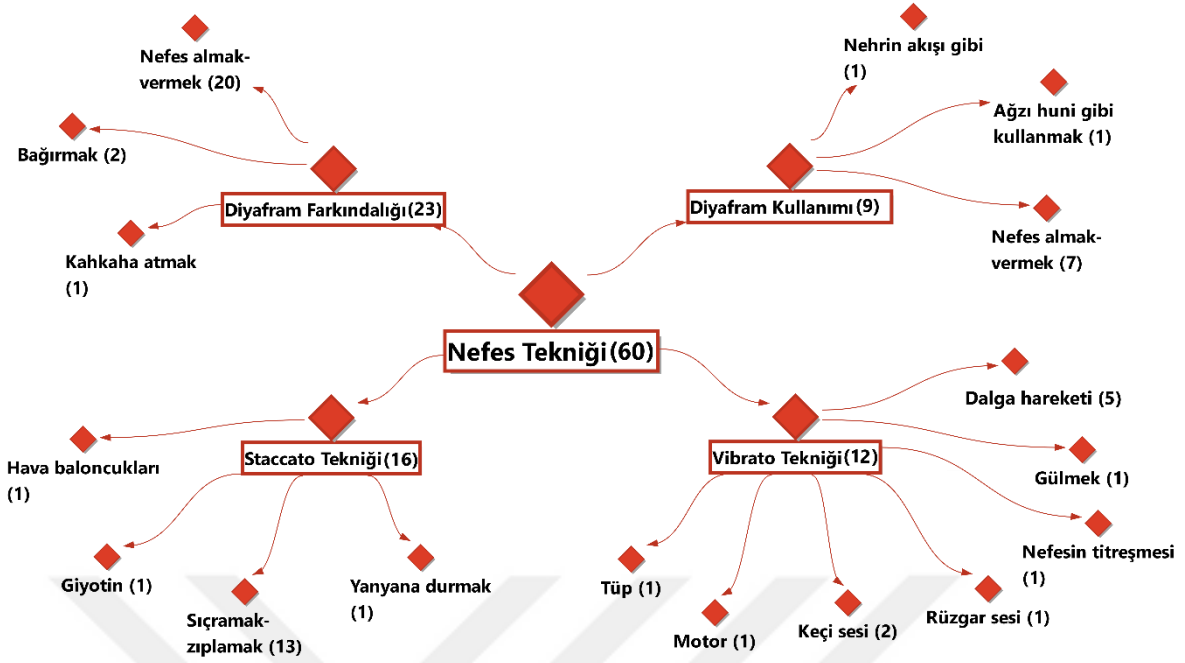 Nefes almak-
vermek (20)
Bağırmak (2)
Diyafram Farkındalığı (23)
Kahkaha atmak
(1)
Nehrin akışı gibi
(1)
Ağzı huni gibi
kullanmak (1)
Diyafram Kullanımı (9)
Nefes almak-
vermek (7)
Nefes Tekniği (60)
Hava baloncukları
(1)
Staccato Tekniği (16)
Giyotin (1)
Sıçramak-
zıplamak (13)
Yanyana durmak
(1)
Dalga hareketi (5)
Vibrato Tekniği (12)
Gülmek (1)
Nefesin titreşmesi
(1)
Tüp (1)
Motor (1)
Keçi sesi (2)
Rüzgar sesi (1)